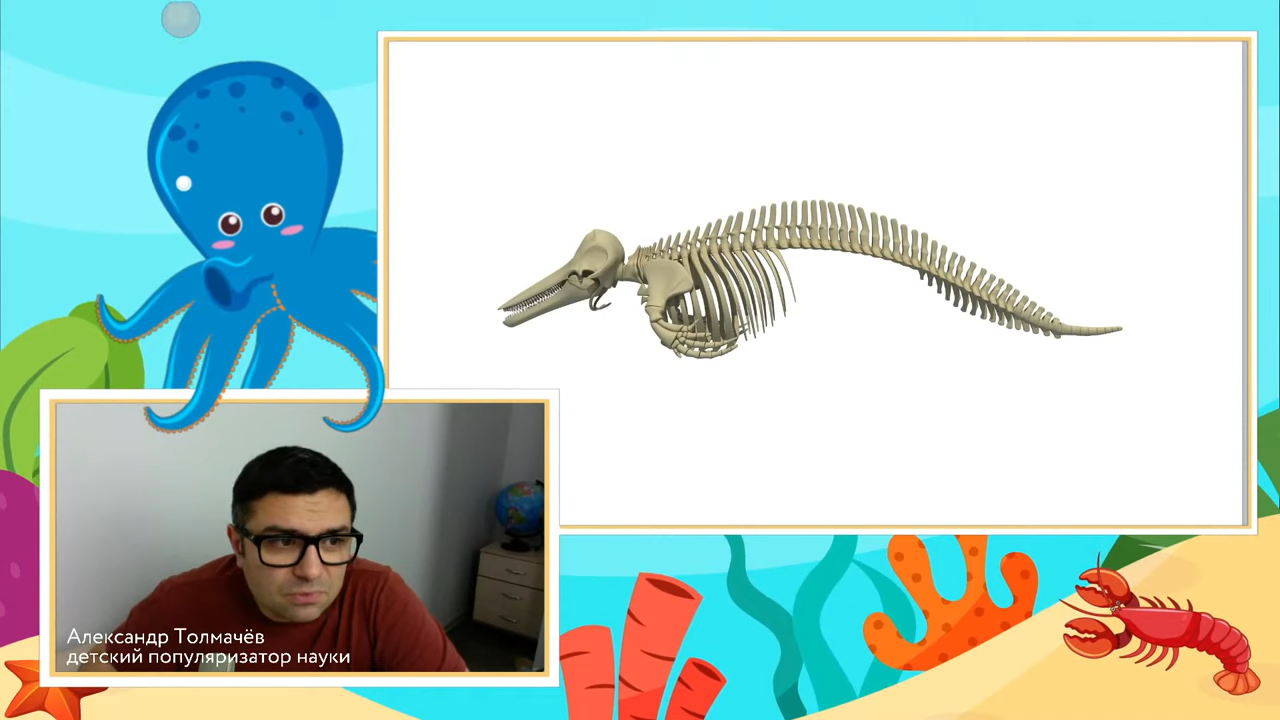 Александр Толмачёв
детский популяризатор науки